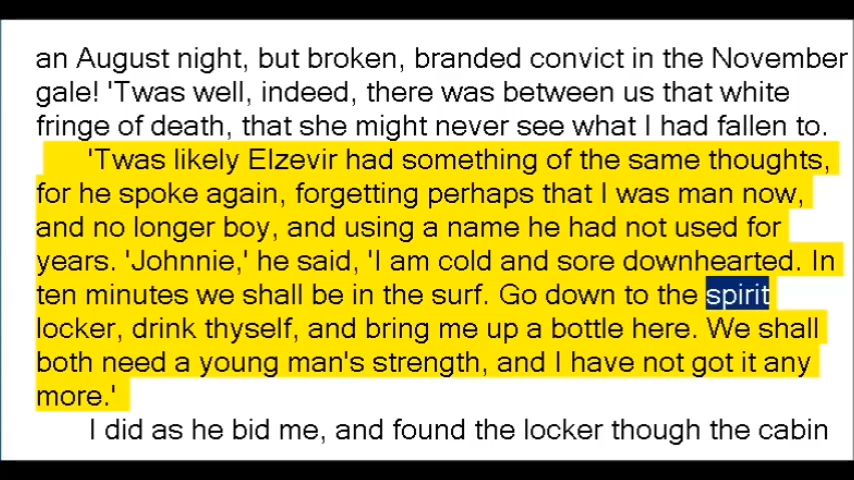 an August night, but broken, branded convict in the November
gale! 'Twas well, indeed, there was between us that white
fringe of death, that she might never see what I had fallen to.
'Twas likely Elzevir had something of the same thoughts,
for he spoke again, forgetting perhaps that I was man now,
and no longer boy, and using a name he had not used for
years. 'Johnnie,' he said, 'I am cold and sore downhearted. In
ten minutes we shall be in the surf. Go down to the spirit
locker, drink thyself, and bring me up a bottle here. We shall
both need a young man's strength, and I have not got it any
more.'
I did as he bid me, and found the locker though the cabin